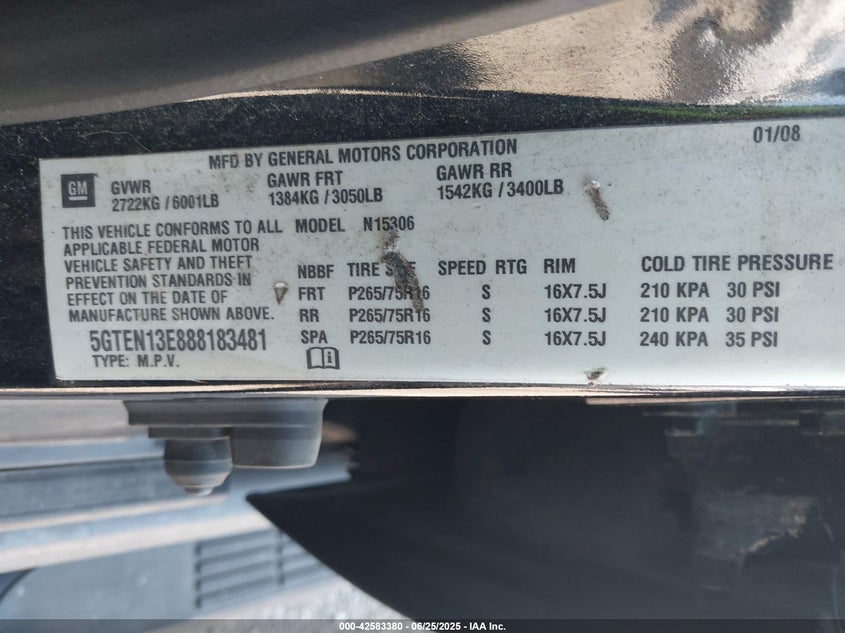 MFD BY GENERAL MOTORS CORPORATION 01/08
GM GVWR GAWR FRT GAWR RR
2722KG / 6001LB 1384KG / 3050LB 1542KG / 3400LB
THIS VEHICLE CONFORMS TO ALL MODEL N15306
APPLICABLE FEDERAL MOTOR
VEHICLE SAFETY AND THEFT
PREVENTION STANDARDS IN
EFFECT ON THE DATE OF
MANUFACTURE SHOWN ABOVE.
5GTEN13E888183481
TYPE: M.P.V.
NBBF TIRE SPEED RTG RIM COLD TIRE PRESSURE
FRT P265/75R16 S 16X7.5J 210 KPA 30 PSI
RR P265/75R16 S 16X7.5J 210 KPA 30 PSI
SPA P265/75R16 S 16X7.5J 240 KPA 35 PSI
000-42583380 - 06/25/2025 - IAA Inc.